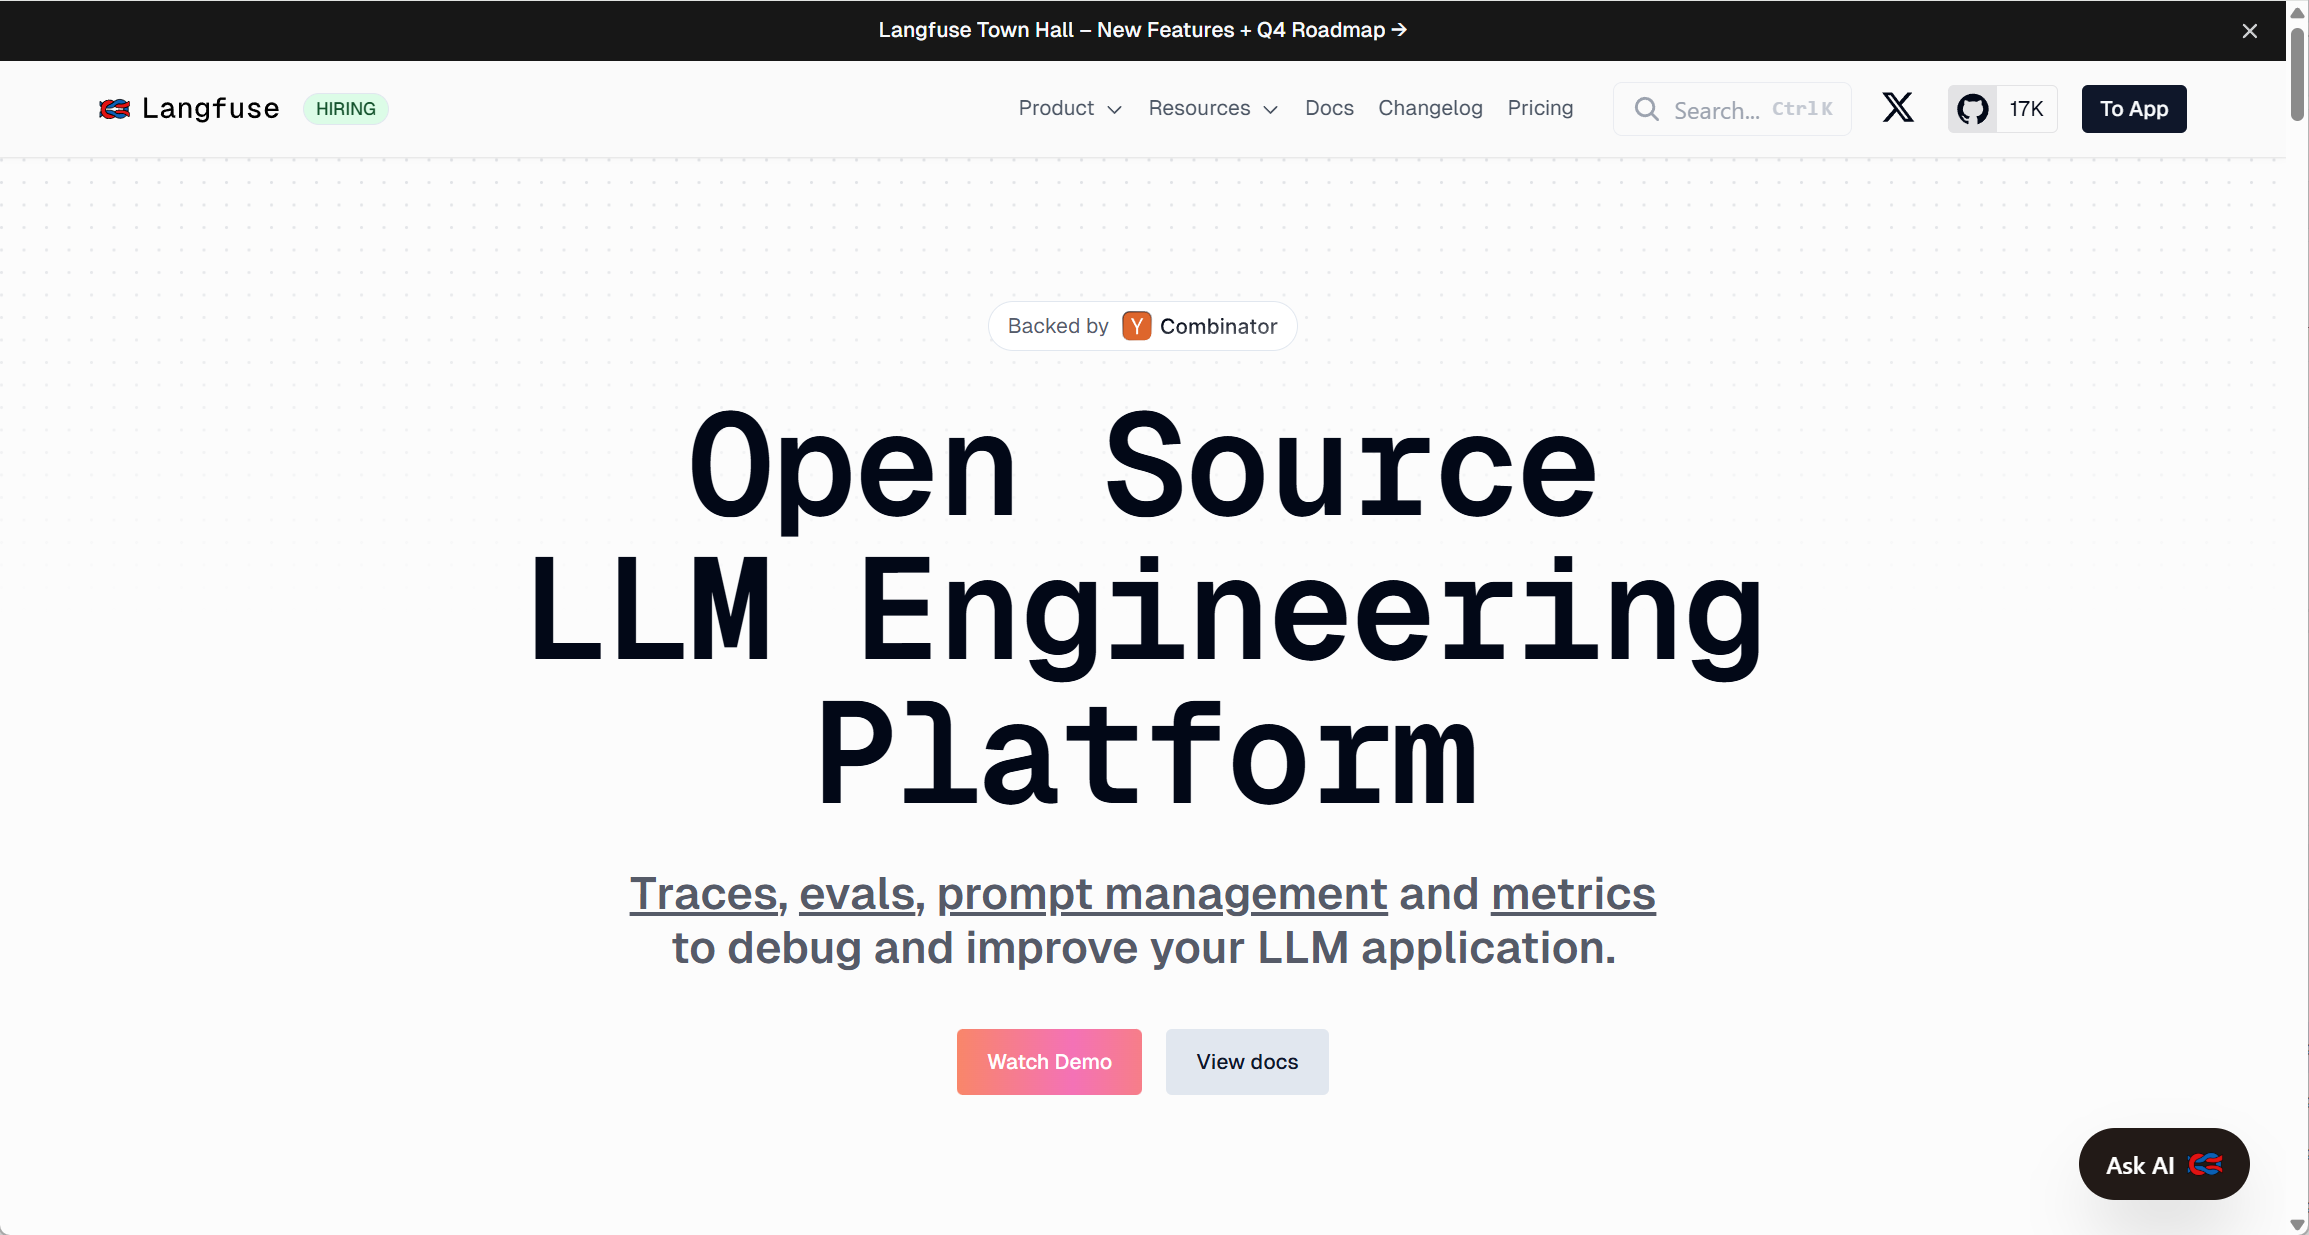 Langfuse Town Hall – New Features + Q4 Roadmap →
Langfuse HIRING Product Resources Docs Changelog Pricing Search... Ctrl K 17K To App
Backed by Y Combinator
Open Source
LLM Engineering
Platform
Traces, evals, prompt management and metrics
to debug and improve your LLM application.
Watch Demo View docs
Ask AI